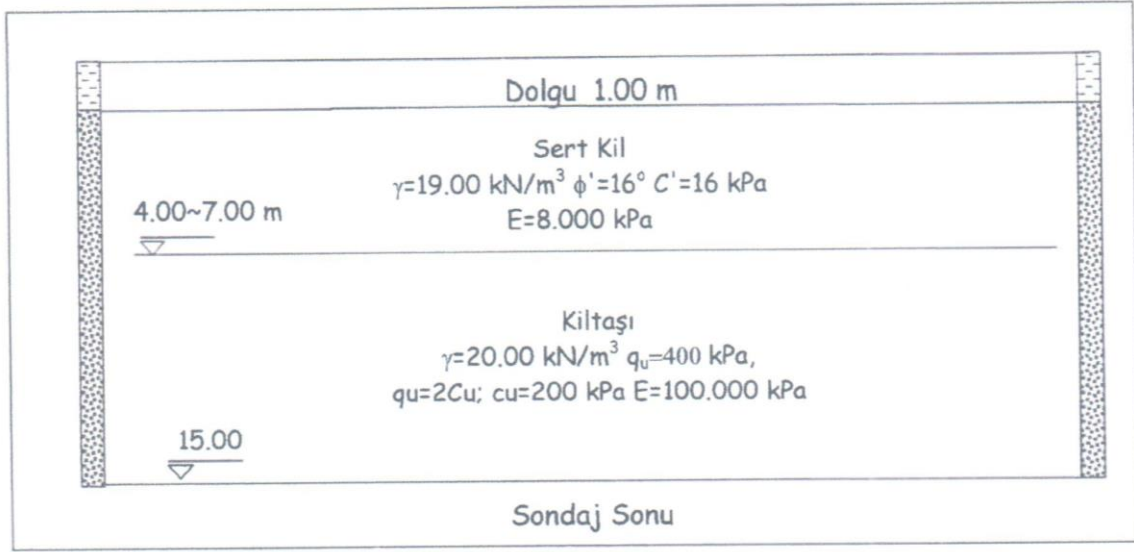 Dolgu 1.00 m
Sert Kil
γ=19.00 kN/m³ ϕ'=16° C'=16 kPa
4.00~7.00 m
E=8.000 kPa
Kiltaşı
γ=20.00 kN/m³ qᵤ=400 kPa,
qu=2Cu; cu=200 kPa E=100.000 kPa
15.00
Sondaj Sonu